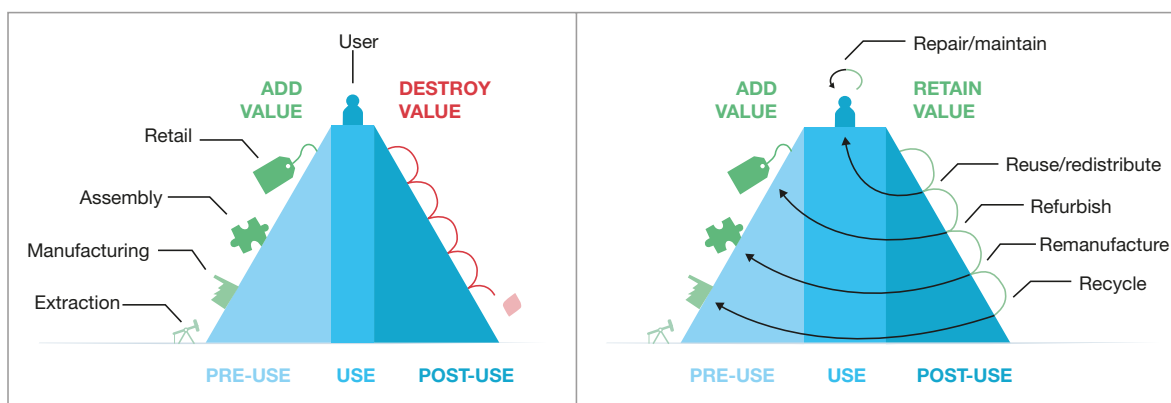 User
ADD
VALUE
DESTROY
VALUE
Retail
Assembly
Manufacturing
Extraction
PRE-USE
USE
POST-USE
Repair/maintain
ADD
VALUE
RETAIN
VALUE
Reuse/redistribute
Refurbish
Remanufacture
Recycle
PRE-USE
USE
POST-USE